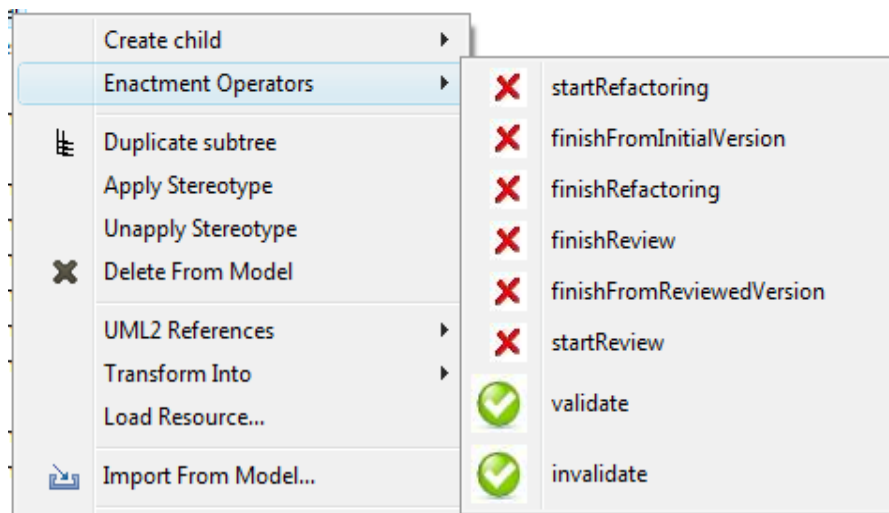 Create child
Enactment Operators
Duplicate subtree
Apply Stereotype
Unapply Stereotype
Delete From Model
UML2 References
Transform Into
Load Resource...
Import From Model...
startRefactoring
finishFromInitialVersion
finishRefactoring
finishReview
finishFromReviewedVersion
startReview
validate
invalidate